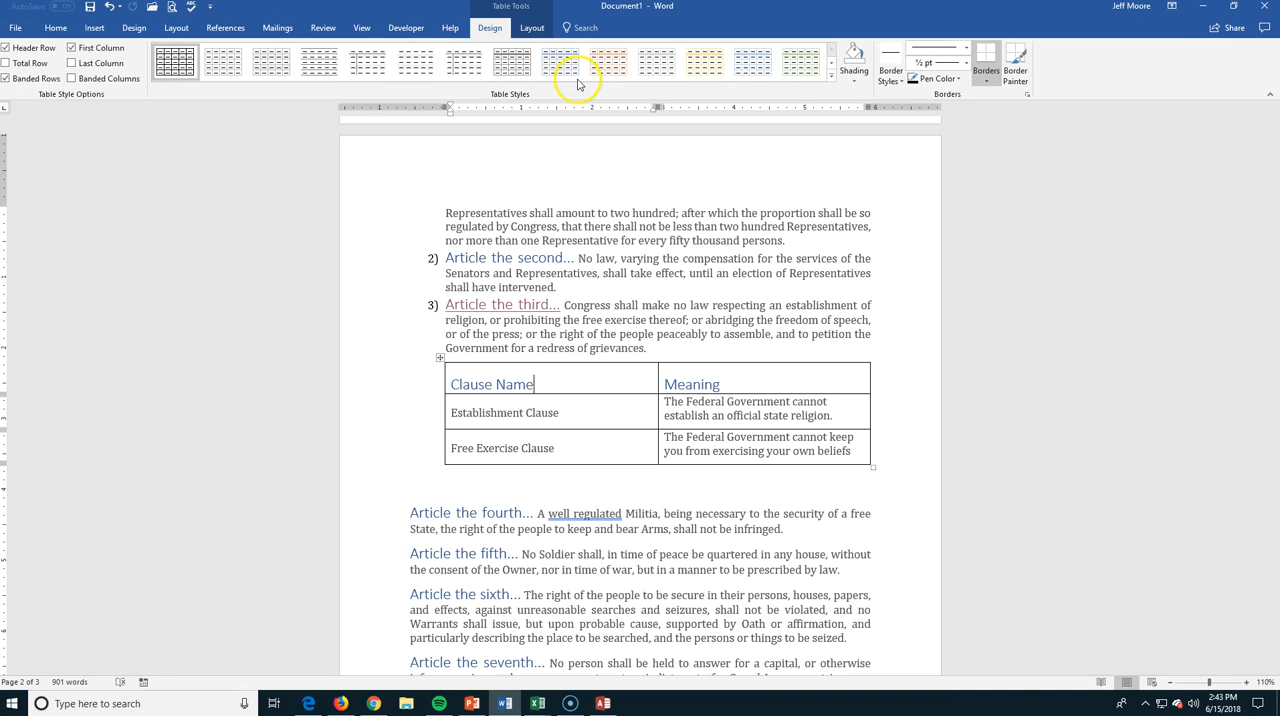 AutoSave Off
Table Tools
Document1 - Word
Jeff Moore
File Home Insert Design Layout References Mailings Review View Developer Help Design Layout Search Share
Header Row First Column
Total Row Last Column
Banded Rows Banded Columns
Table Style Options
Table Styles
Shading
Border Styles
½ pt
Pen Color
Borders
Border Painter
Borders
1 1 2 3 4 5 6
Representatives shall amount to two hundred; after which the proportion shall be so
regulated by Congress, that there shall not be less than two hundred Representatives,
nor more than one Representative for every fifty thousand persons.
2) Article the second... No law, varying the compensation for the services of the
Senators and Representatives, shall take effect, until an election of Representatives
shall have intervened.
3) Article the third... Congress shall make no law respecting an establishment of
religion, or prohibiting the free exercise thereof; or abridging the freedom of speech,
or of the press; or the right of the people peaceably to assemble, and to petition the
Government for a redress of grievances.
Clause Name Meaning
Establishment Clause
The Federal Government cannot
establish an official state religion.
Free Exercise Clause
The Federal Government cannot keep
you from exercising your own beliefs
Article the fourth... A well regulated Militia, being necessary to the security of a free
State, the right of the people to keep and bear Arms, shall not be infringed.
Article the fifth... No Soldier shall, in time of peace be quartered in any house, without
the consent of the Owner, nor in time of war, but in a manner to be prescribed by law.
Article the sixth... The right of the people to be secure in their persons, houses, papers,
and effects, against unreasonable searches and seizures, shall not be violated, and no
Warrants shall issue, but upon probable cause, supported by Oath or affirmation, and
particularly describing the place to be searched, and the persons or things to be seized.
Article the seventh... No person shall be held to answer for a capital, or otherwise
Page 2 of 3 901 words
110%
Type here to search
2:43 PM
6/15/2018